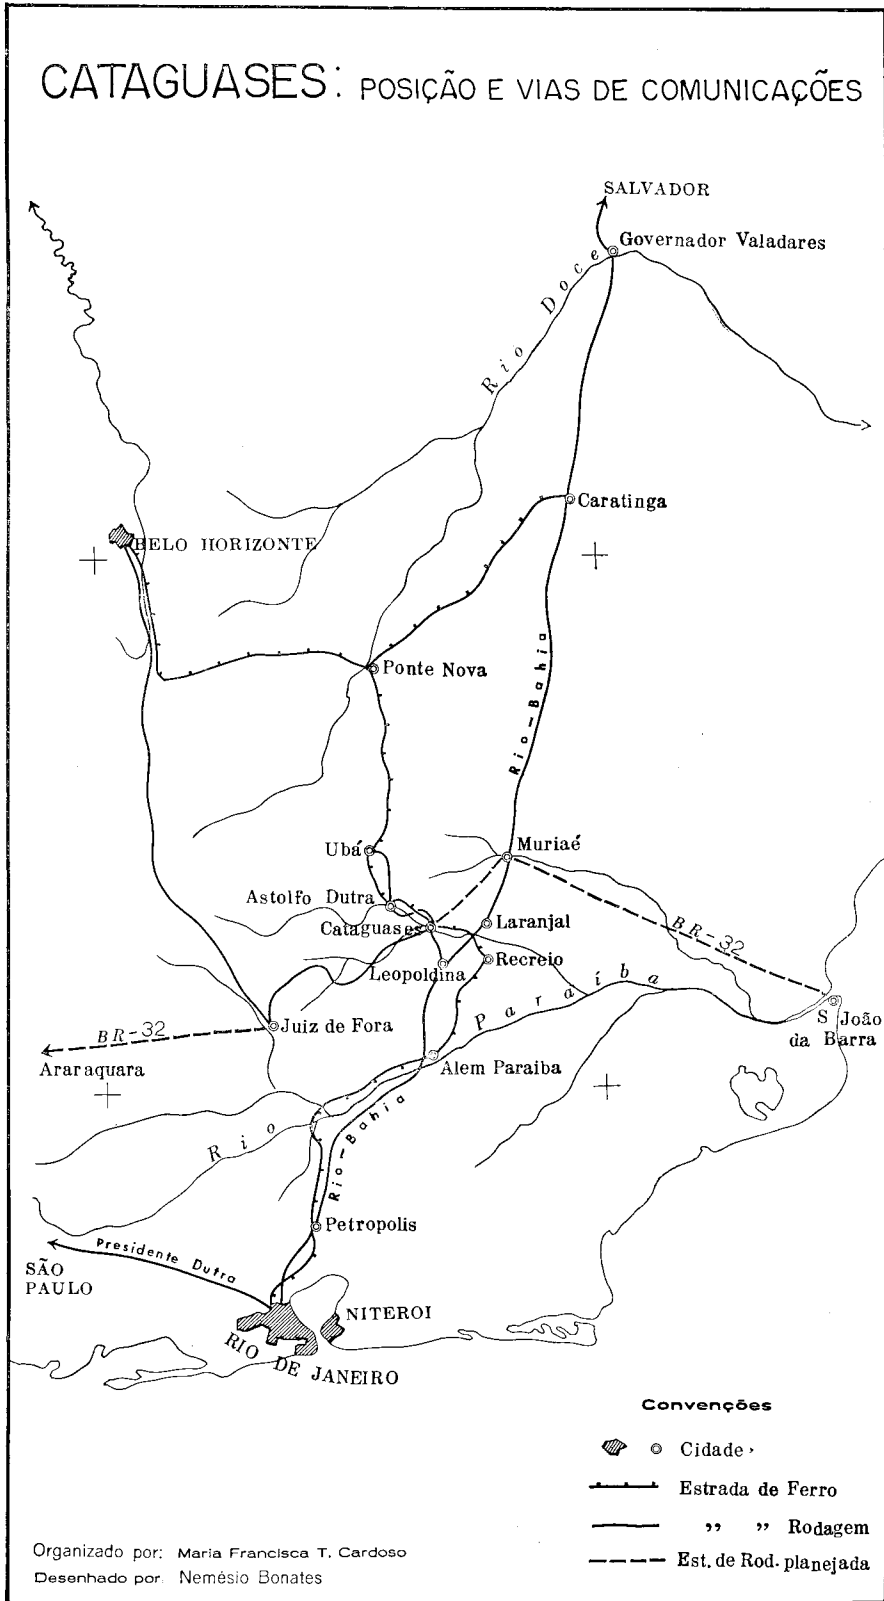 CATAGUASES: POSIÇÃO E VIAS DE COMUNICAÇÕES
SALVADOR
Governador Valadares
Rio Doce
Caratinga
BELO HORIZONTE
Rio-Bahia
Ponte Nova
Ubá
Muriaé
Astolfo Dutra
Cataguases
Laranjal
BR-32
Leopoldina
Recreio
Paraíba
Juiz de Fora
S João
da Barra
BR-32
Araraquara
Alem Paraiba
Rio
Rio-Bahia
Petropolis
Presidente Dutra
SÃO
PAULO
NITEROI
RIO DE JANEIRO
Convenções
Cidade
Estrada de Ferro
,, ,, Rodagem
Est. de Rod. planejada
Organizado por: Maria Francisca T. Cardoso
Desenhado por Nemésio Bonates